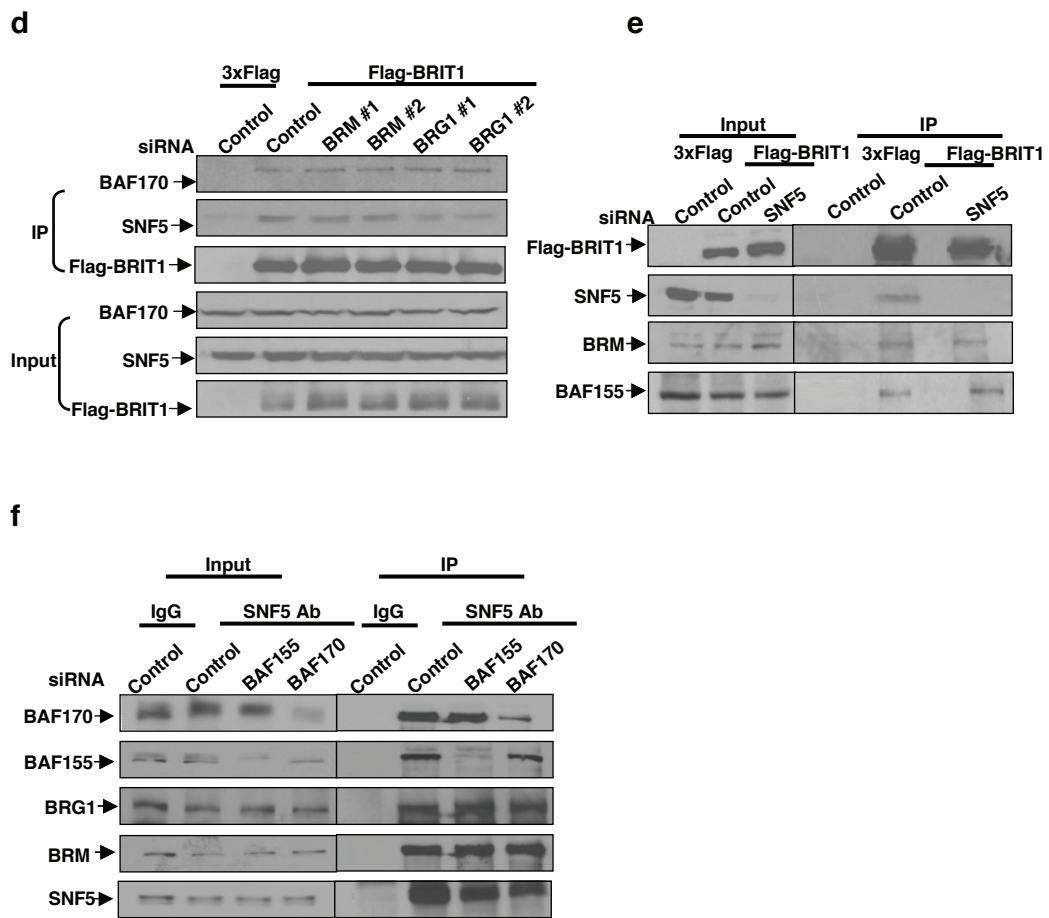 d
3xFlag Flag-BRIT1
siRNA Control Control BRM #1 BRM #2 BRG1 #1 BRG1 #2
IP
BAF170
SNF5
Flag-BRIT1
Input
BAF170
SNF5
Flag-BRIT1
e
Input IP
3xFlag Flag-BRIT1 3xFlag Flag-BRIT1
siRNA Control Control SNF5 Control Control SNF5
Flag-BRIT1
SNF5
BRM
BAF155
f
Input IP
IgG SNF5 Ab IgG SNF5 Ab
siRNA Control Control BAF155 BAF170 Control Control BAF155 BAF170
BAF170
BAF155
BRG1
BRM
SNF5